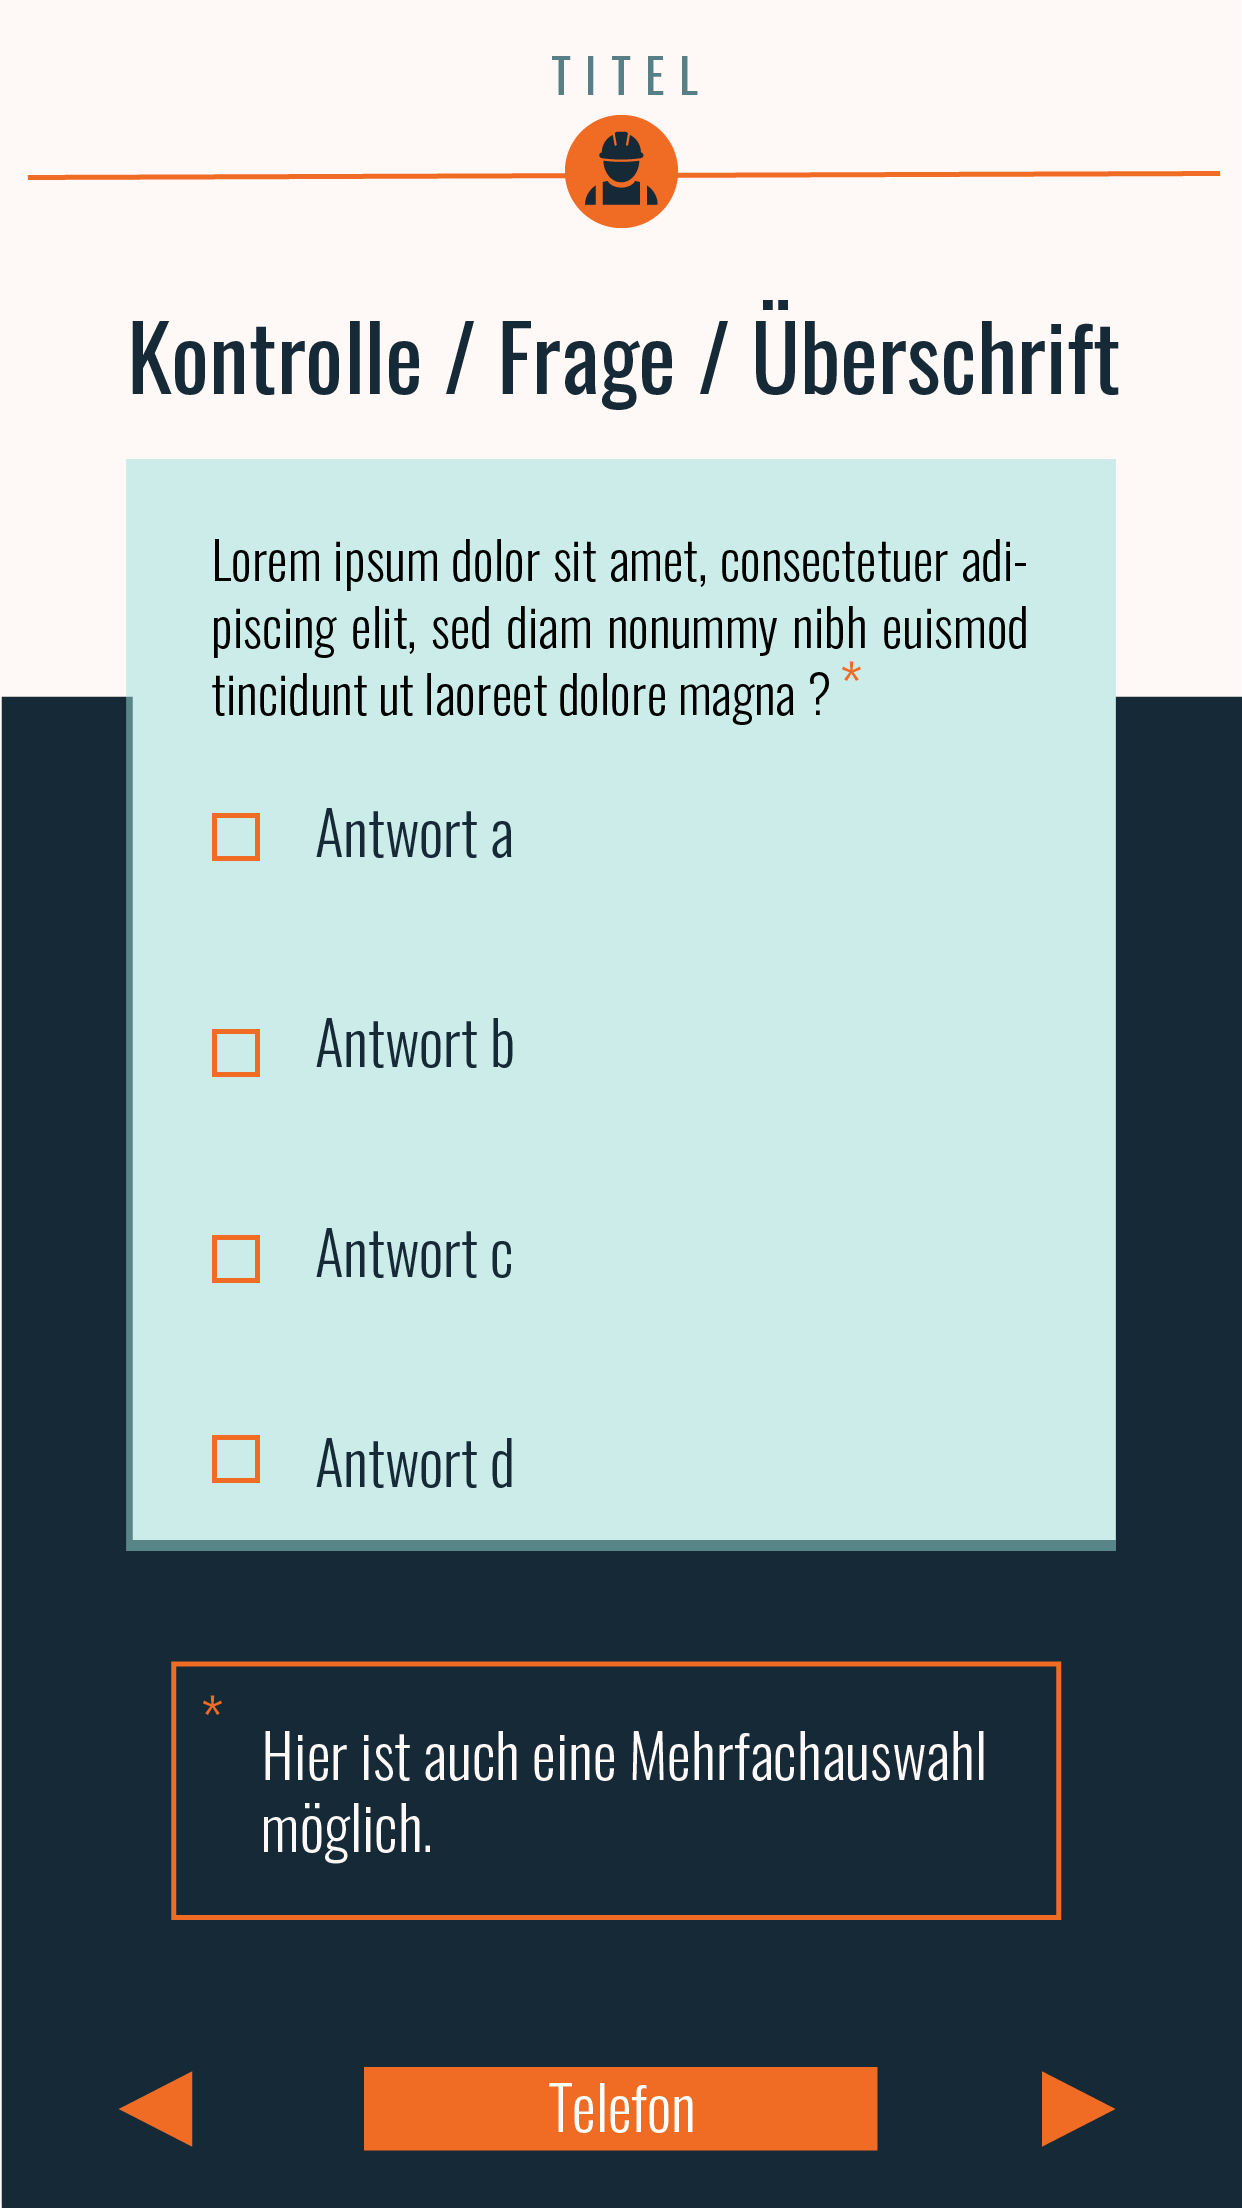 TITEL
Kontrolle / Frage / Überschrift
Lorem ipsum dolor sit amet, consectetuer adi-
piscing elit, sed diam nonummy nibh euismod
tincidunt ut laoreet dolore magna ? *
Antwort a
Antwort b
Antwort c
Antwort d
*
Hier ist auch eine Mehrfachauswahl
möglich.
Telefon